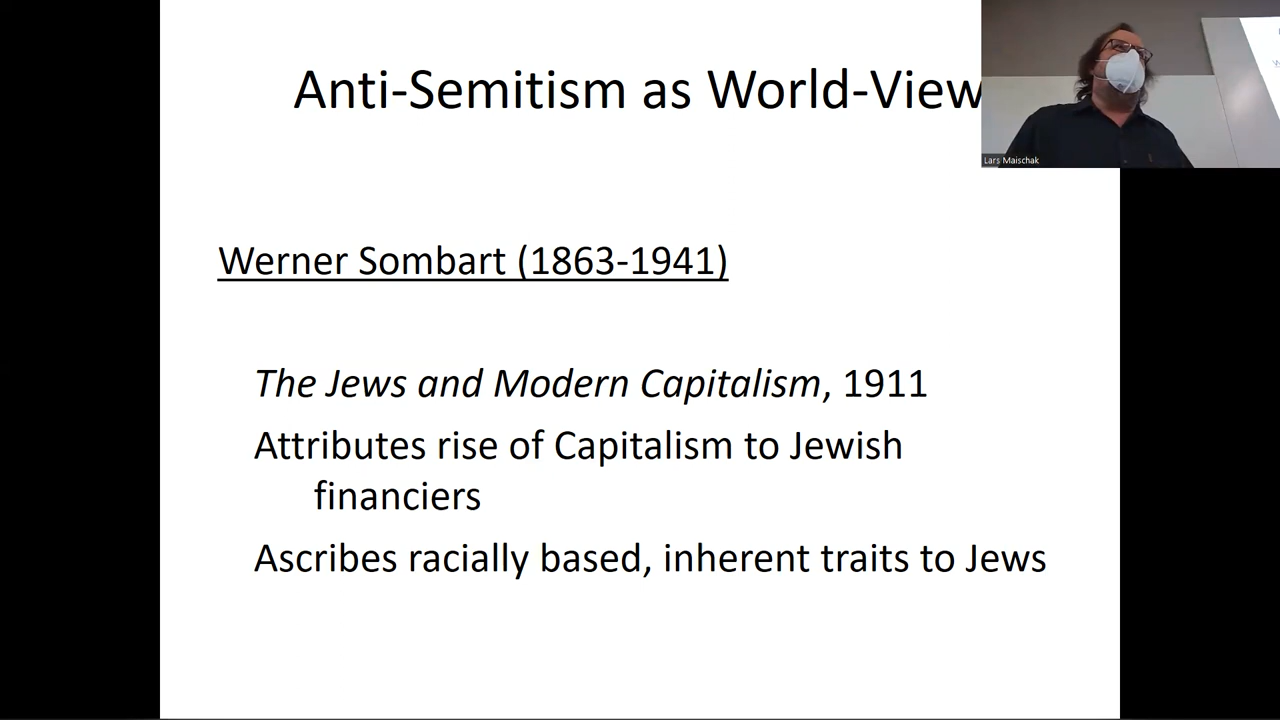 Anti-Semitism as World-View
Lars Maischak
Werner Sombart (1863-1941)
The Jews and Modern Capitalism, 1911
Attributes rise of Capitalism to Jewish
financiers
Ascribes racially based, inherent traits to Jews